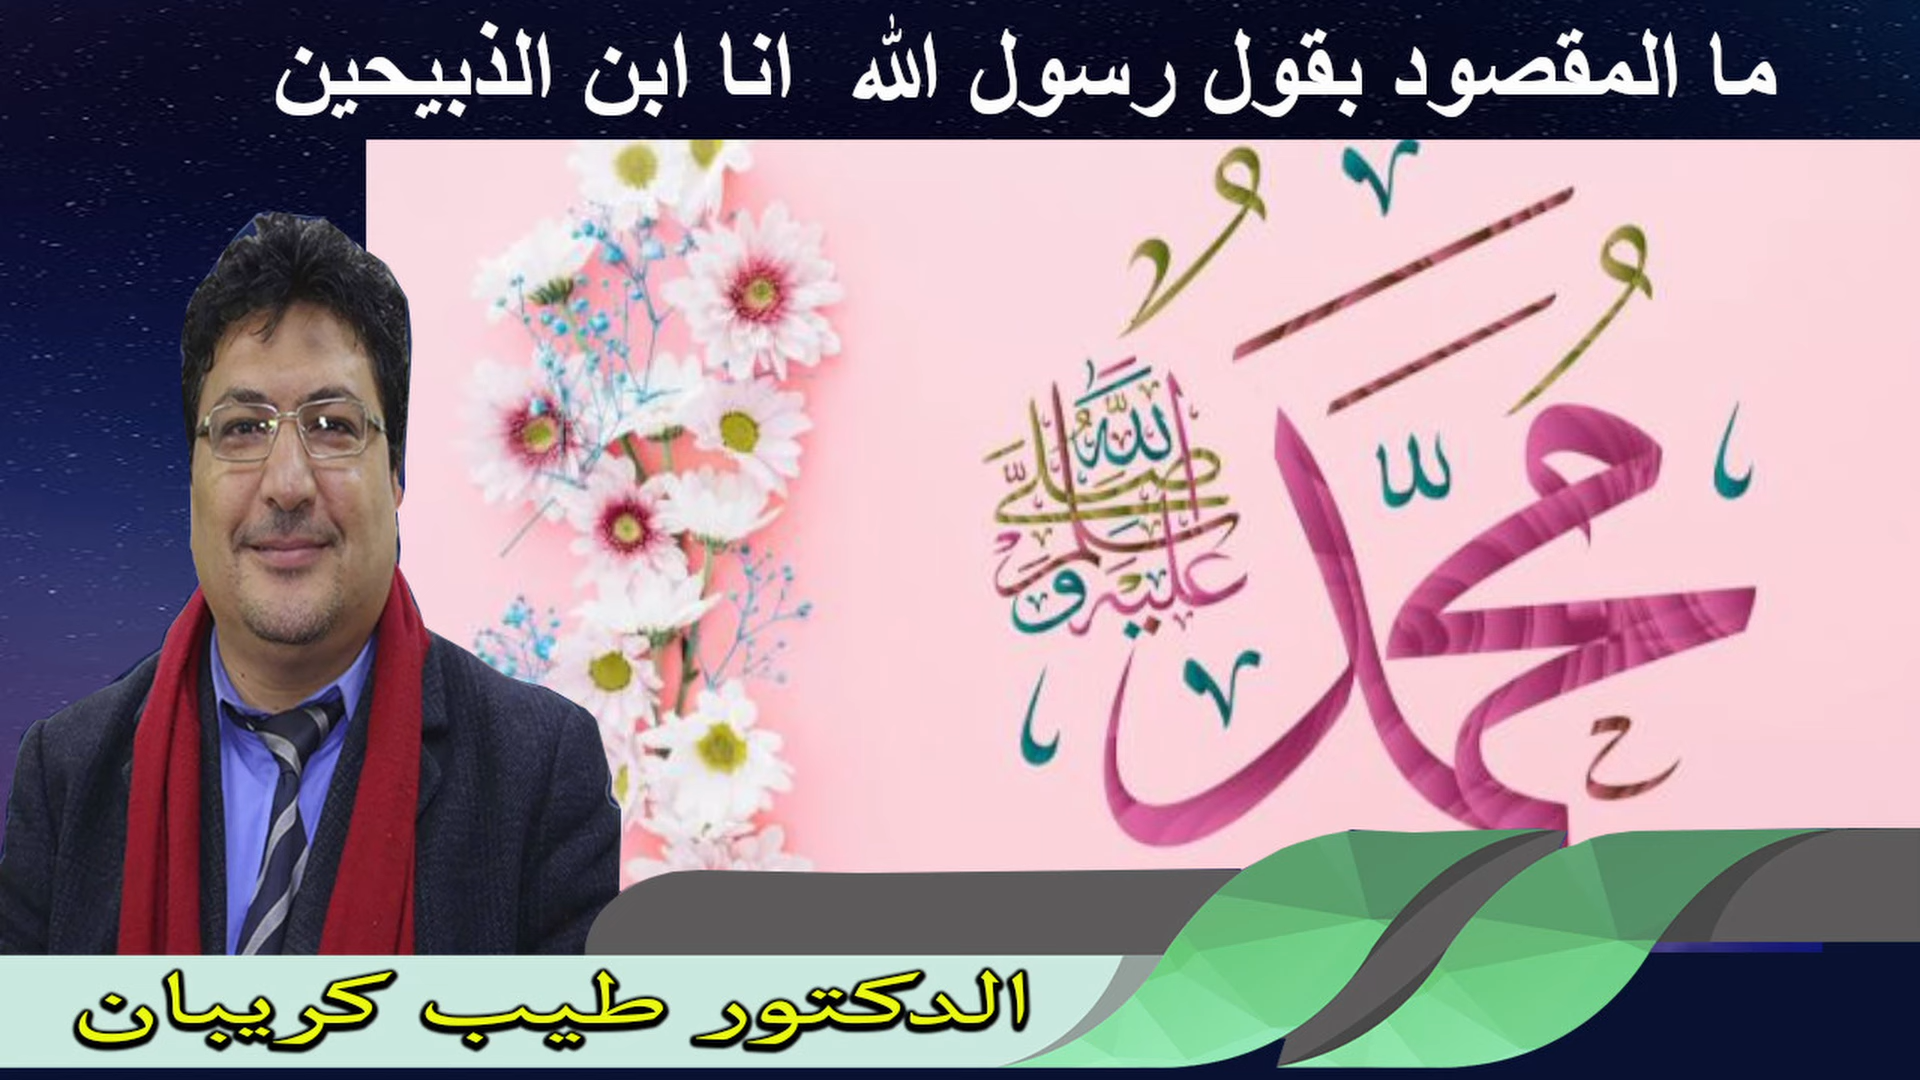 ما المقصود بقول رسول الله انا ابن الذبيحين
محمد
صلى الله عليه وسلم
الدكتور طيب كريبان